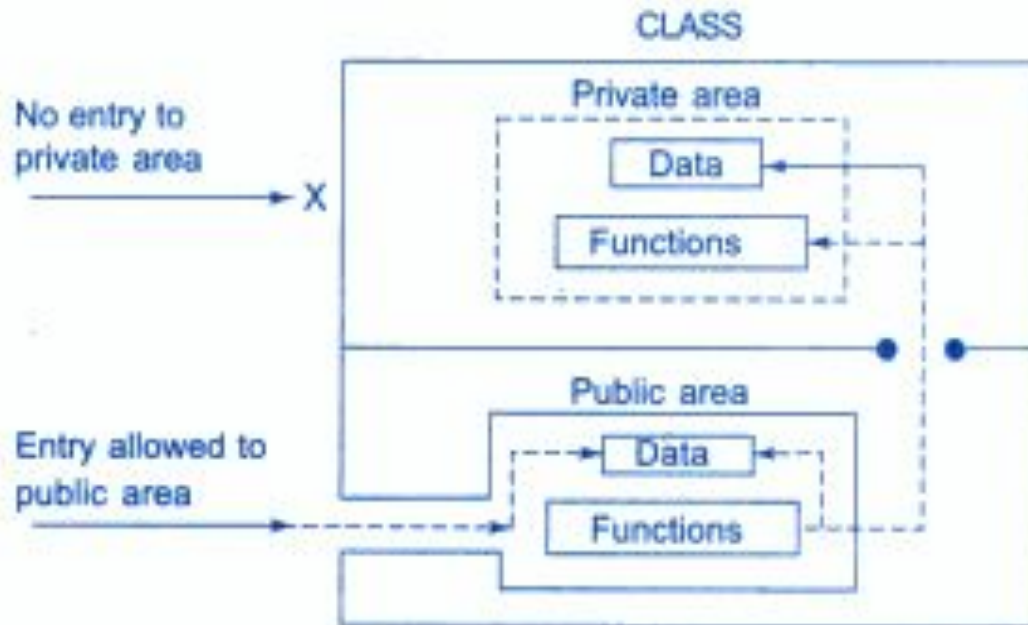 CLASS
Private area
No entry to
private area
X
Data
Functions
Public area
Entry allowed to
public area
Data
Functions